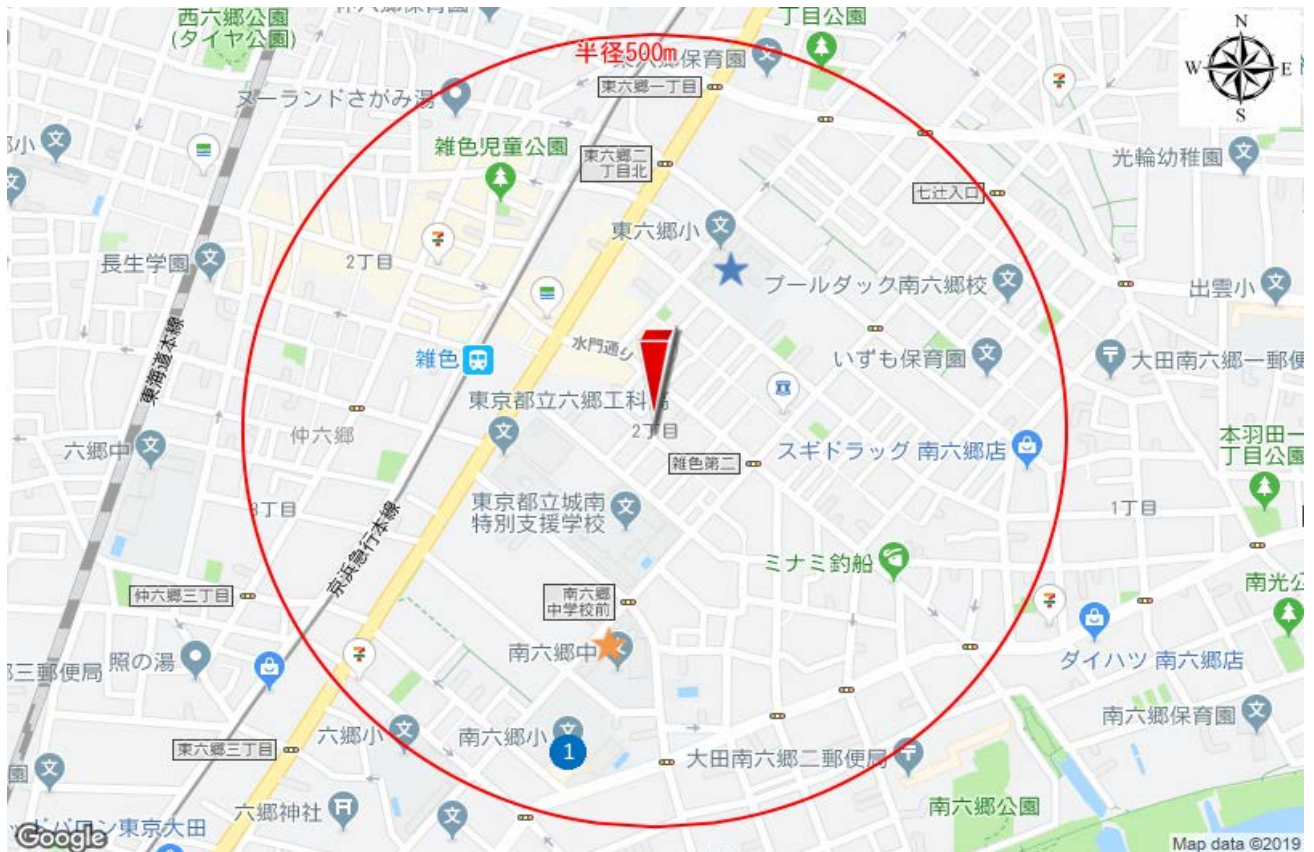 西六郷公園
(タイヤ公園)
丁目公園
N
W
E
S
半径500m
東六郷一丁目
ヌーランドさがみ湯
雑色児童公園
東六郷二
丁目北
光輪幼稚園
七辻入口
東六郷小
長生学園
2丁目
プールダック南六郷校
出雲小
水門通り
雑色
いずも保育園
大田南六郷一郵便
東海道本線
東京都立六郷工科高
2丁目
仲六郷
六郷中
雑色第二
スギドラッグ 南六郷店
本羽田一
丁目公園
東京都立城南
特別支援学校
3丁目
1丁目
京浜急行本線
ミナミ釣船
仲六郷三丁目
南六郷
中学校前
南光公
南六郷中
照の湯
三郵便局
ダイハツ 南六郷店
東六郷三丁目
六郷小
南六郷小
1
大田南六郷二郵便局
南六郷保育園
園
六郷神社
南六郷公園
バロン東京大田
Google
Map data ©2019